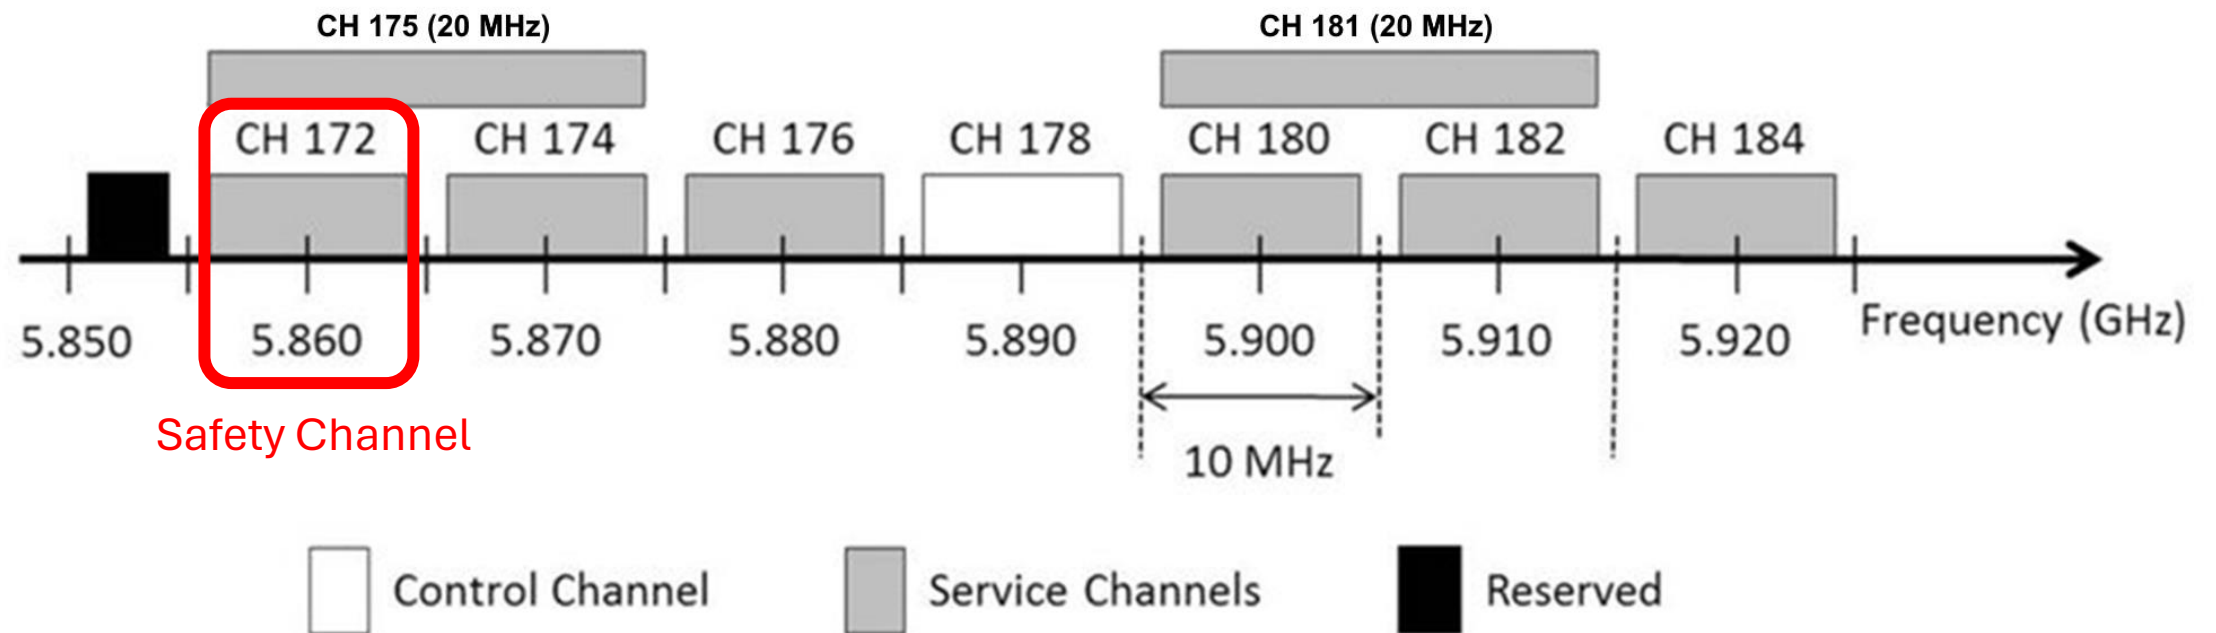 CH 175 (20 MHz)
CH 181 (20 MHz)
CH 172
CH 174
CH 176
CH 178
CH 180
CH 182
CH 184
5.850
5.860
5.870
5.880
5.890
5.900
5.910
5.920
Frequency (GHz)
Safety Channel
10 MHz
Control Channel
Service Channels
Reserved